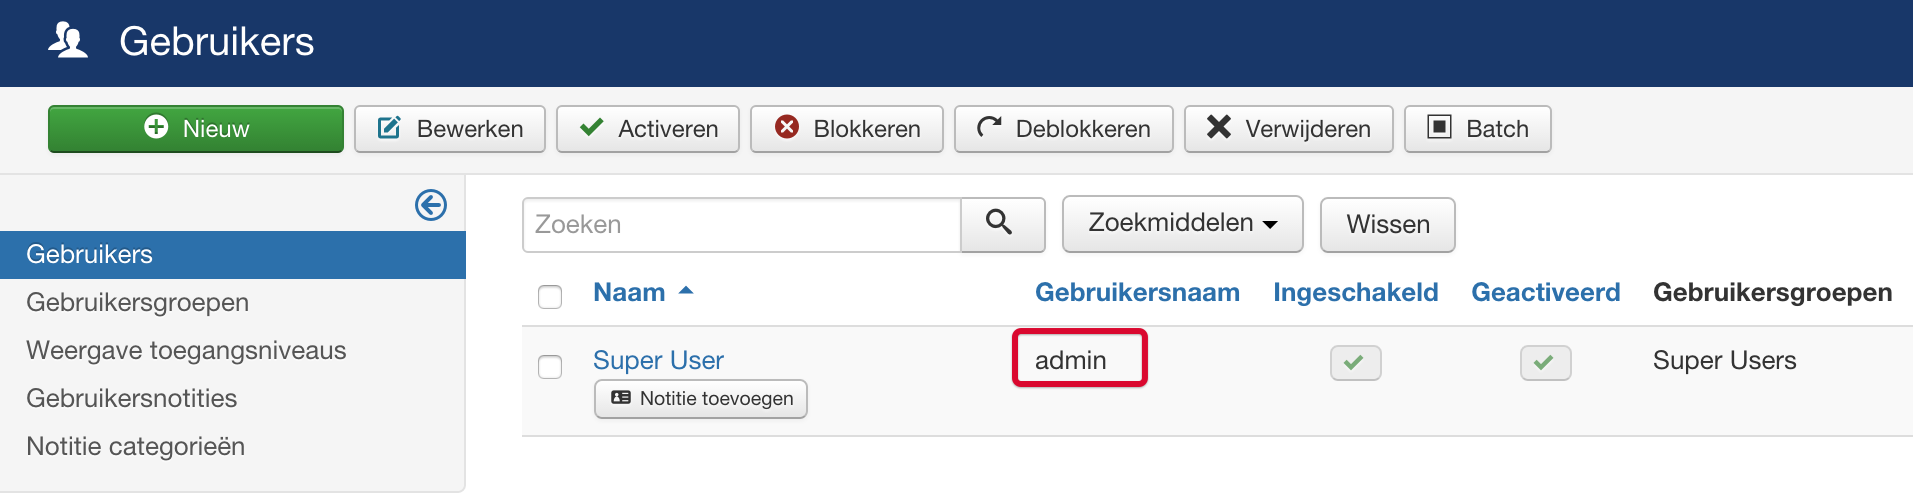 Gebruikers
Nieuw Bewerken Activeren Blokkeren Deblokkeren Verwijderen Batch
Gebruikers
Gebruikersgroepen
Weergave toegangsniveaus
Gebruikersnotities
Notitie categorieën
Zoeken Zoekmiddelen Wissen
Naam Gebruikersnaam Ingeschakeld Geactiveerd Gebruikersgroepen
Super User admin Super Users
Notitie toevoegen